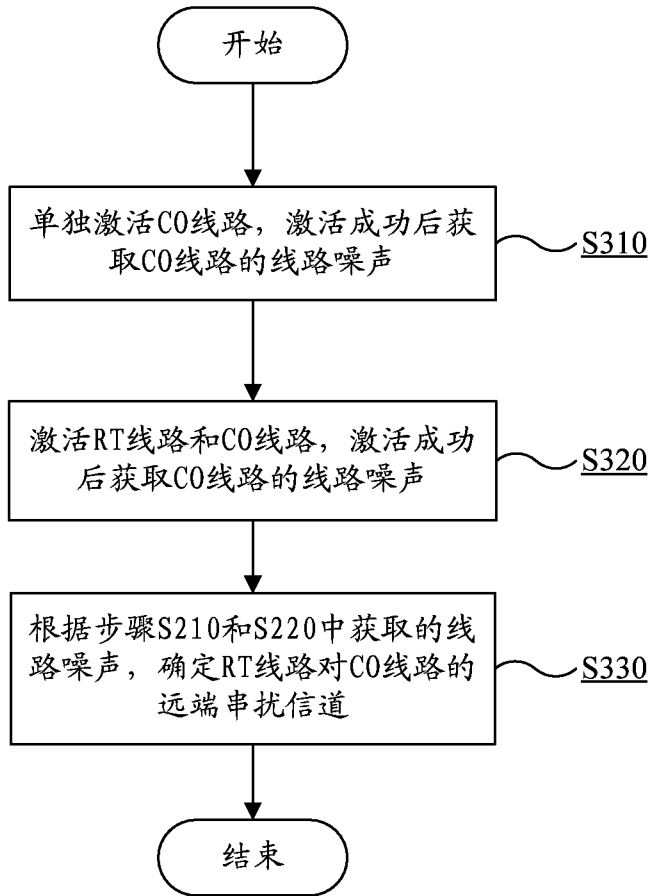 开始
单独激活CO线路，激活成功后获
取CO线路的线路噪声
S310
激活RT线路和CO线路，激活成功
后获取CO线路的线路噪声
S320
根据步骤S210和S220中获取的线
路噪声，确定RT线路对CO线路的
远端串扰信道
S330
结束